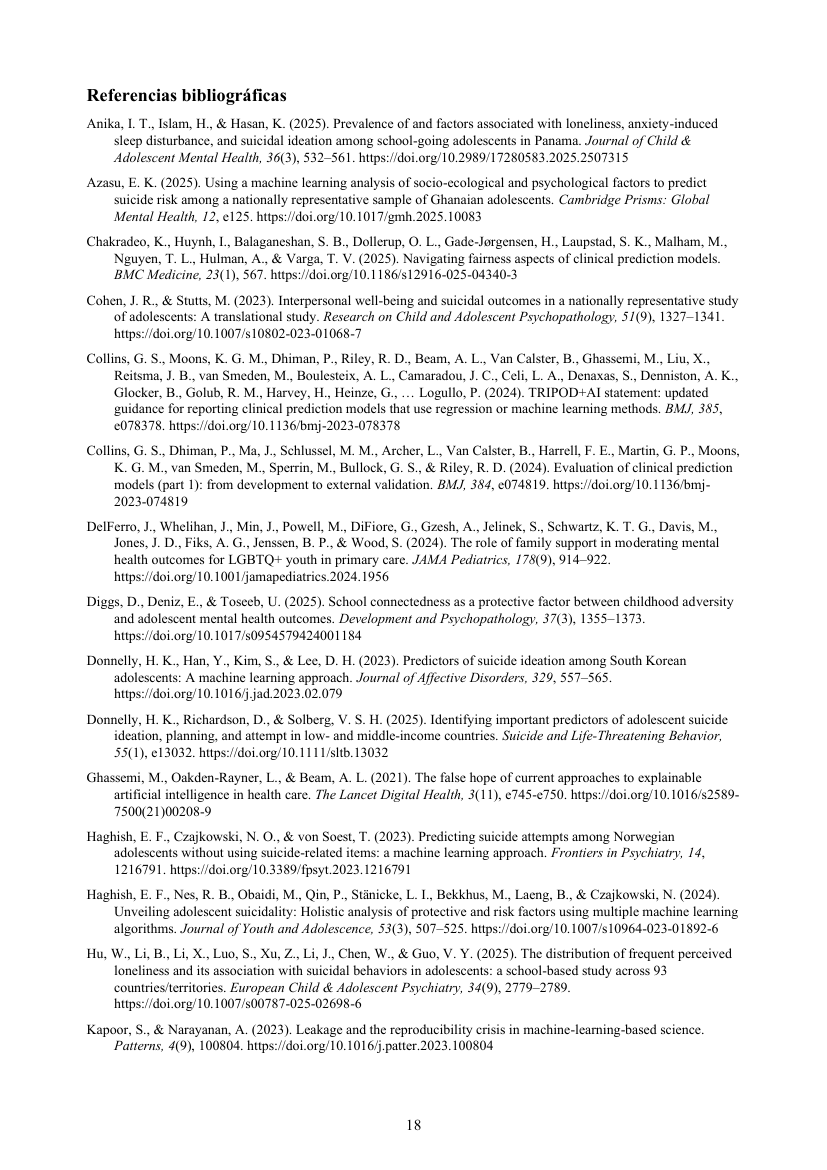 Referencias bibliográficas
Anika, I. T., Islam, H., & Hasan, K. (2025). Prevalence of and factors associated with loneliness, anxiety-induced
sleep disturbance, and suicidal ideation among school-going adolescents in Panama. Journal of Child &
Adolescent Mental Health, 36(3), 532–561. https://doi.org/10.2989/17280583.2025.2507315
Azasu, E. K. (2025). Using a machine learning analysis of socio-ecological and psychological factors to predict
suicide risk among a nationally representative sample of Ghanaian adolescents. Cambridge Prisms: Global
Mental Health, 12, e125. https://doi.org/10.1017/gmh.2025.10083
Chakradeo, K., Huynh, I., Balaganeshan, S. B., Dollerup, O. L., Gade-Jørgensen, H., Laupstad, S. K., Malham, M.,
Nguyen, T. L., Hulman, A., & Varga, T. V. (2025). Navigating fairness aspects of clinical prediction models.
BMC Medicine, 23(1), 567. https://doi.org/10.1186/s12916-025-04340-3
Cohen, J. R., & Stutts, M. (2023). Interpersonal well-being and suicidal outcomes in a nationally representative study
of adolescents: A translational study. Research on Child and Adolescent Psychopathology, 51(9), 1327–1341.
https://doi.org/10.1007/s10802-023-01068-7
Collins, G. S., Moons, K. G. M., Dhiman, P., Riley, R. D., Beam, A. L., Van Calster, B., Ghassemi, M., Liu, X.,
Reitsma, J. B., van Smeden, M., Boulesteix, A. L., Camaradou, J. C., Celi, L. A., Denaxas, S., Denniston, A. K.,
Glocker, B., Golub, R. M., Harvey, H., Heinze, G., … Logullo, P. (2024). TRIPOD+AI statement: updated
guidance for reporting clinical prediction models that use regression or machine learning methods. BMJ, 385,
e078378. https://doi.org/10.1136/bmj-2023-078378
Collins, G. S., Dhiman, P., Ma, J., Schlussel, M. M., Archer, L., Van Calster, B., Harrell, F. E., Martin, G. P., Moons,
K. G. M., van Smeden, M., Sperrin, M., Bullock, G. S., & Riley, R. D. (2024). Evaluation of clinical prediction
models (part 1): from development to external validation. BMJ, 384, e074819. https://doi.org/10.1136/bmj-
2023-074819
DelFerro, J., Whelihan, J., Min, J., Powell, M., DiFiore, G., Gzesh, A., Jelinek, S., Schwartz, K. T. G., Davis, M.,
Jones, J. D., Fiks, A. G., Jenssen, B. P., & Wood, S. (2024). The role of family support in moderating mental
health outcomes for LGBTQ+ youth in primary care. JAMA Pediatrics, 178(9), 914–922.
https://doi.org/10.1001/jamapediatrics.2024.1956
Diggs, D., Deniz, E., & Toseeb, U. (2025). School connectedness as a protective factor between childhood adversity
and adolescent mental health outcomes. Development and Psychopathology, 37(3), 1355–1373.
https://doi.org/10.1017/s0954579424001184
Donnelly, H. K., Han, Y., Kim, S., & Lee, D. H. (2023). Predictors of suicide ideation among South Korean
adolescents: A machine learning approach. Journal of Affective Disorders, 329, 557–565.
https://doi.org/10.1016/j.jad.2023.02.079
Donnelly, H. K., Richardson, D., & Solberg, V. S. H. (2025). Identifying important predictors of adolescent suicide
ideation, planning, and attempt in low- and middle-income countries. Suicide and Life-Threatening Behavior,
55(1), e13032. https://doi.org/10.1111/sltb.13032
Ghassemi, M., Oakden-Rayner, L., & Beam, A. L. (2021). The false hope of current approaches to explainable
artificial intelligence in health care. The Lancet Digital Health, 3(11), e745-e750. https://doi.org/10.1016/s2589-
7500(21)00208-9
Haghish, E. F., Czajkowski, N. O., & von Soest, T. (2023). Predicting suicide attempts among Norwegian
adolescents without using suicide-related items: a machine learning approach. Frontiers in Psychiatry, 14,
1216791. https://doi.org/10.3389/fpsyt.2023.1216791
Haghish, E. F., Nes, R. B., Obaidi, M., Qin, P., Stänicke, L. I., Bekkhus, M., Laeng, B., & Czajkowski, N. (2024).
Unveiling adolescent suicidality: Holistic analysis of protective and risk factors using multiple machine learning
algorithms. Journal of Youth and Adolescence, 53(3), 507–525. https://doi.org/10.1007/s10964-023-01892-6
Hu, W., Li, B., Li, X., Luo, S., Xu, Z., Li, J., Chen, W., & Guo, V. Y. (2025). The distribution of frequent perceived
loneliness and its association with suicidal behaviors in adolescents: a school-based study across 93
countries/territories. European Child & Adolescent Psychiatry, 34(9), 2779–2789.
https://doi.org/10.1007/s00787-025-02698-6
Kapoor, S., & Narayanan, A. (2023). Leakage and the reproducibility crisis in machine-learning-based science.
Patterns, 4(9), 100804. https://doi.org/10.1016/j.patter.2023.100804
18